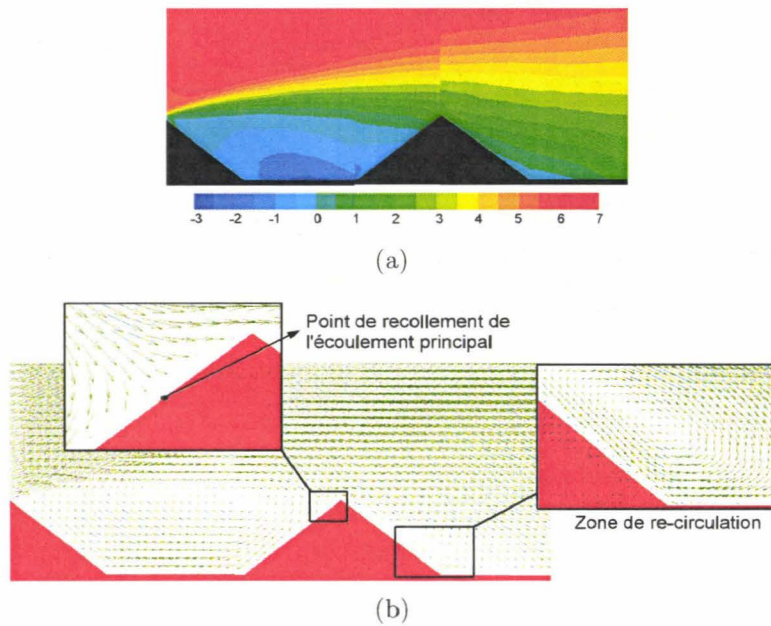 -3 -2 -1 0 1 2 3 4 5 6 7
(a)
Point de recollement de
l'écoulement principal
Zone de re-circulation
(b)